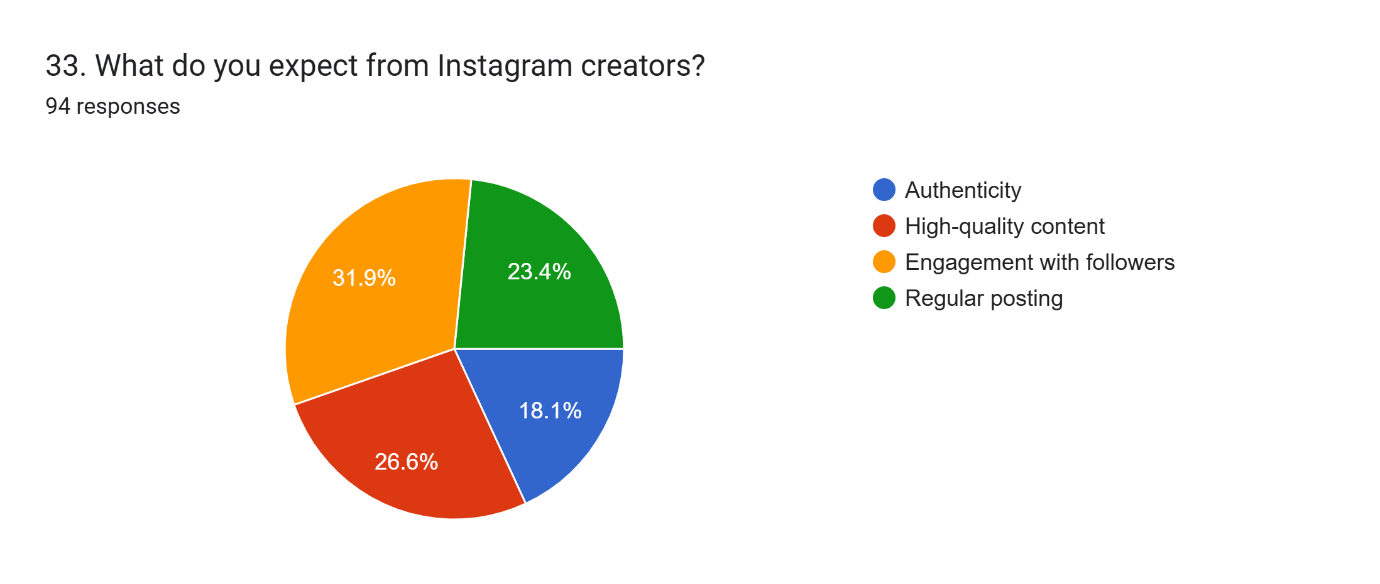 33. What do you expect from Instagram creators?
94 responses
Authenticity
High-quality content
Engagement with followers
Regular posting
31.9%
23.4%
18.1%
26.6%